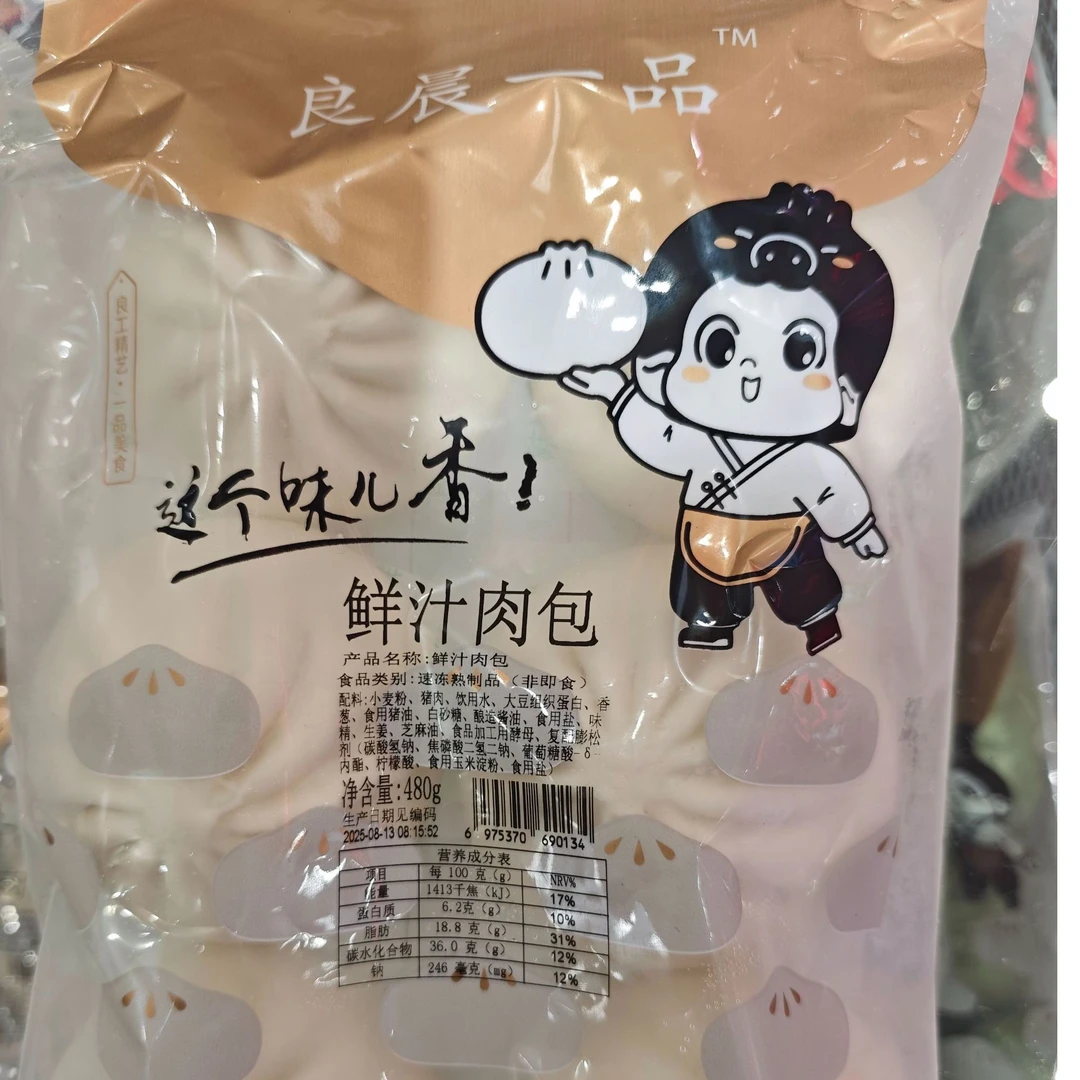 良晨一品 TM
良工精艺·一品美食
这个味儿香!
鲜汁肉包
产品名称:鲜汁肉包
食品类别:速冻熟制品(非即食)
配料:小麦粉、猪肉、饮用水、大豆组织蛋白、香
葱、食用猪油、白砂糖、酿造酱油、食用盐、味
精、生姜、芝麻油、食品加工用酵母、复配膨松
剂(碳酸氢钠、焦磷酸二氢二钠、葡萄糖酸-δ-
内酯、柠檬酸、食用玉米淀粉、食用盐)
净含量:480g
生产日期见编码
2025-08-13 08:15:52
6 975370 690134
营养成分表
项目 每 100 克(g) NRV%
能量 1413千焦(kJ) 17%
蛋白质 6.2克(g) 10%
脂肪 18.8 克(g) 31%
碳水化合物 36.0 克(g) 12%
钠 246 毫克(mg) 12%